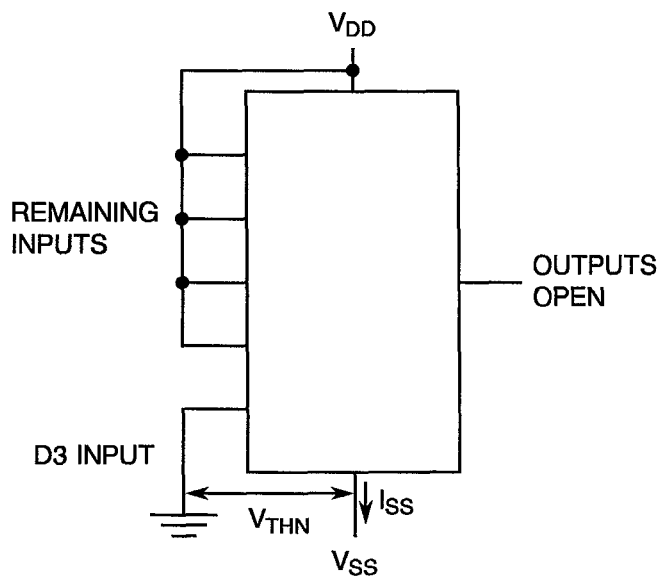 VDD
REMAINING
INPUTS
OUTPUTS
OPEN
D3 INPUT
VTHN
ISS
VSS